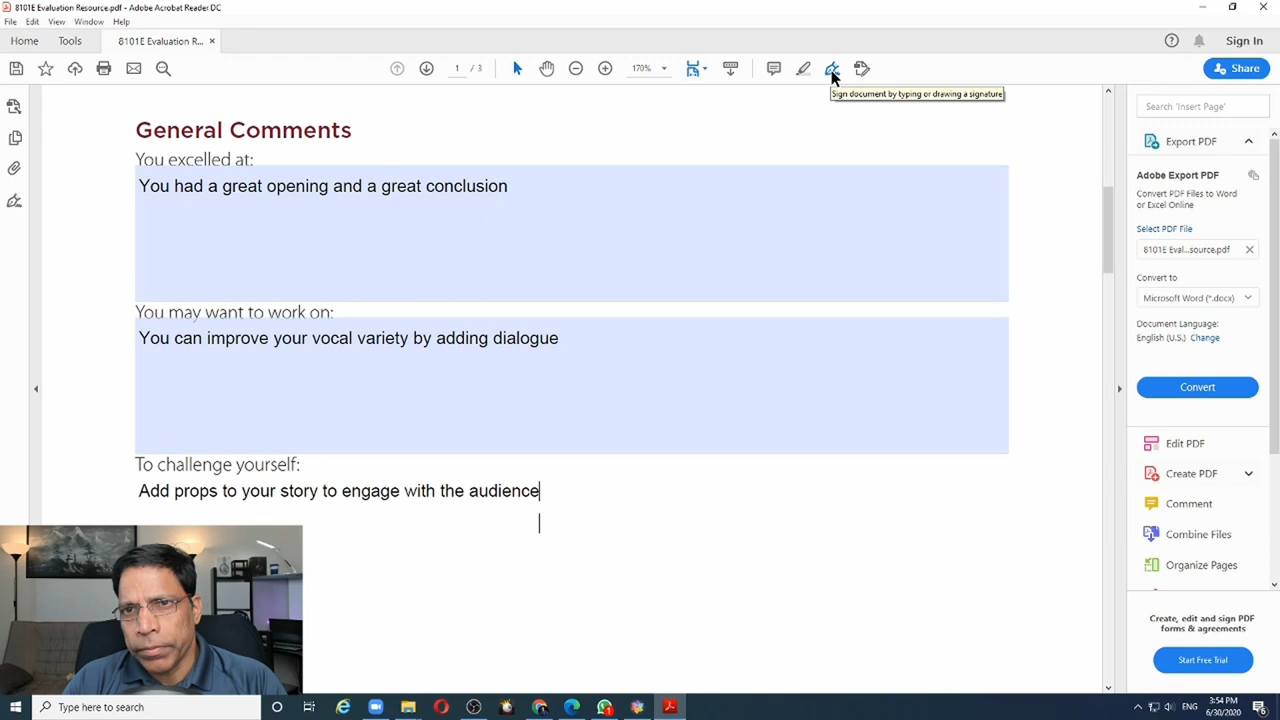 8101E Evaluation Resource.pdf - Adobe Acrobat Reader DC
File Edit View Window Help
Home Tools 8101E Evaluation R... × Sign In
1 / 3 170% Share
Sign document by typing or drawing a signature
General Comments
You excelled at:
You had a great opening and a great conclusion
You may want to work on:
You can improve your vocal variety by adding dialogue
To challenge yourself:
Add props to your story to engage with the audience
Search 'Insert Page'
Export PDF
Adobe Export PDF
Convert PDF Files to Word
or Excel Online
Select PDF File
8101E Eval...source.pdf
Convert to
Microsoft Word (*.docx)
Document Language:
English (U.S.) Change
Convert
Edit PDF
Create PDF
Comment
Combine Files
Organize Pages
Create, edit and sign PDF
forms & agreements
Start Free Trial
Type here to search
ENG
3:54 PM
6/30/2020